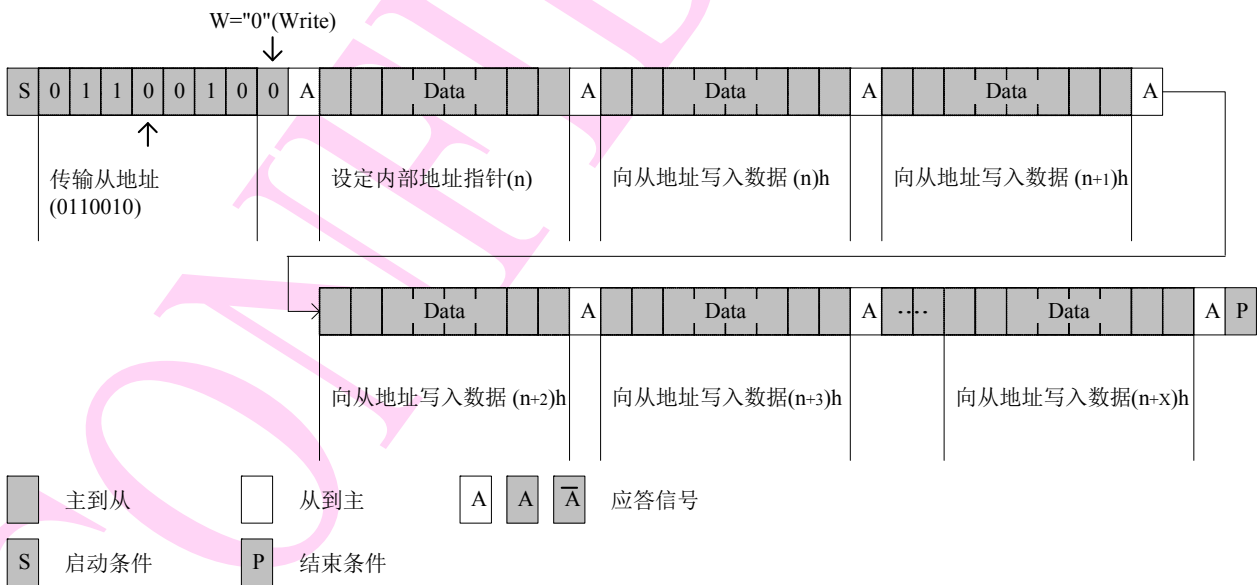 W="0"(Write)
S 0 1 1 0 0 1 0 0 A Data A Data A Data A
传输从地址
(0110010)
设定内部地址指针(n)
向从地址写入数据 (n)h
向从地址写入数据 (n+1)h
Data A Data A ···· Data A P
向从地址写入数据 (n+2)h
向从地址写入数据(n+3)h
向从地址写入数据(n+X)h
主到从
从到主
A A A̅ 应答信号
S 启动条件
P 结束条件